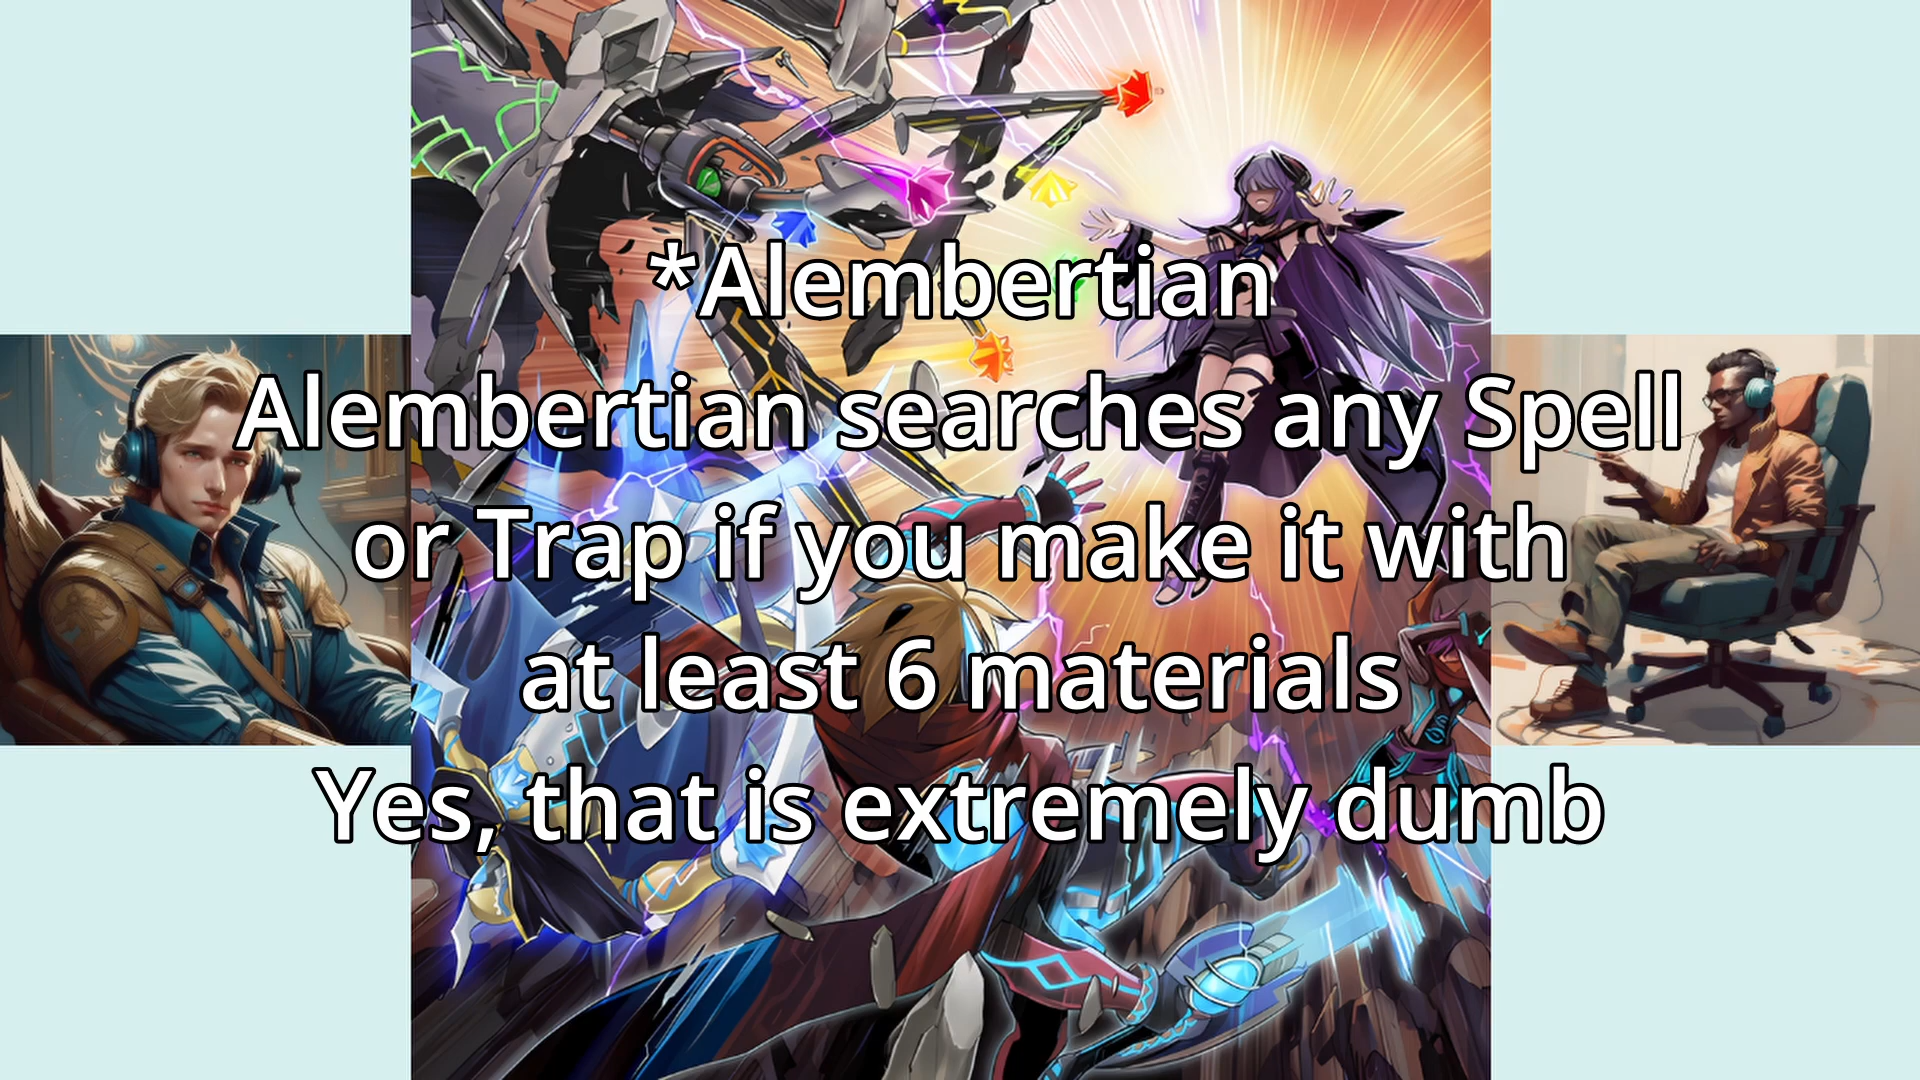 *Alembertian
Alembertian searches any Spell
or Trap if you make it with
at least 6 materials
Yes, that is extremely dumb